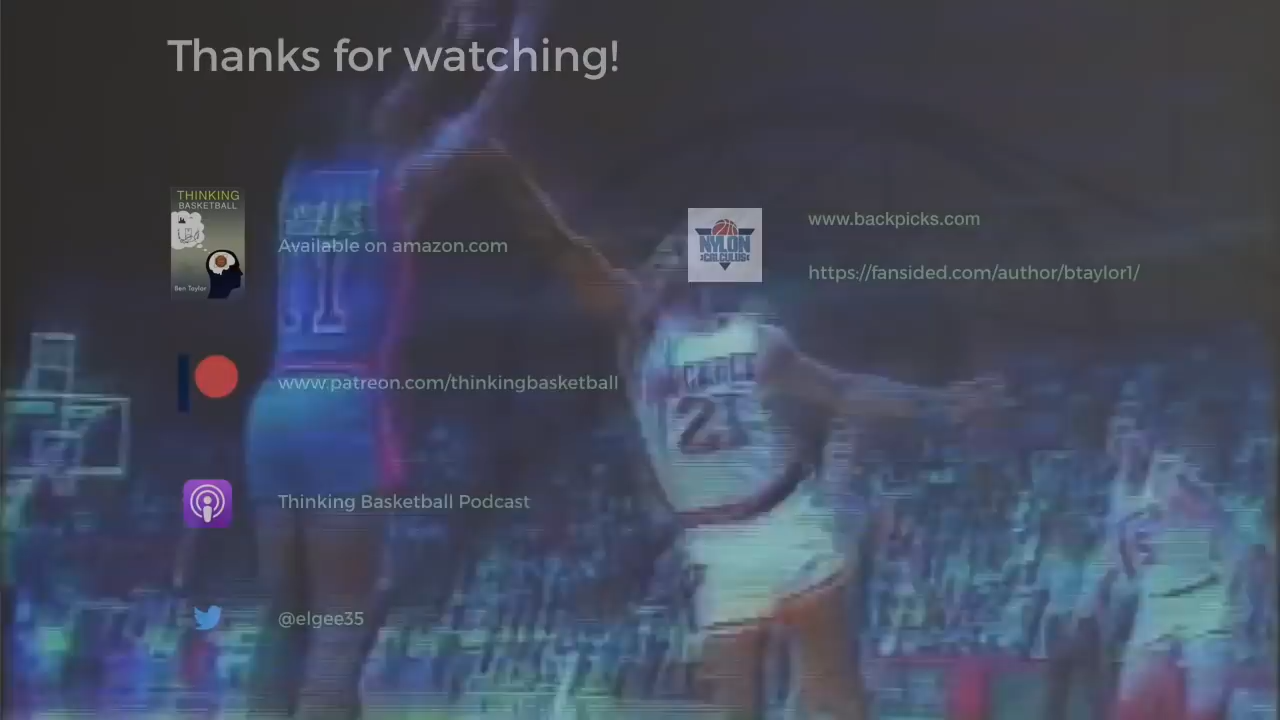 Thanks for watching!
THINKING
BASKETBALL
Ben Taylor
Available on amazon.com
NYLON
CALCULUS
www.backpicks.com
https://fansided.com/author/btaylor1/
www.patreon.com/thinkingbasketball
Thinking Basketball Podcast
@elgee35
21